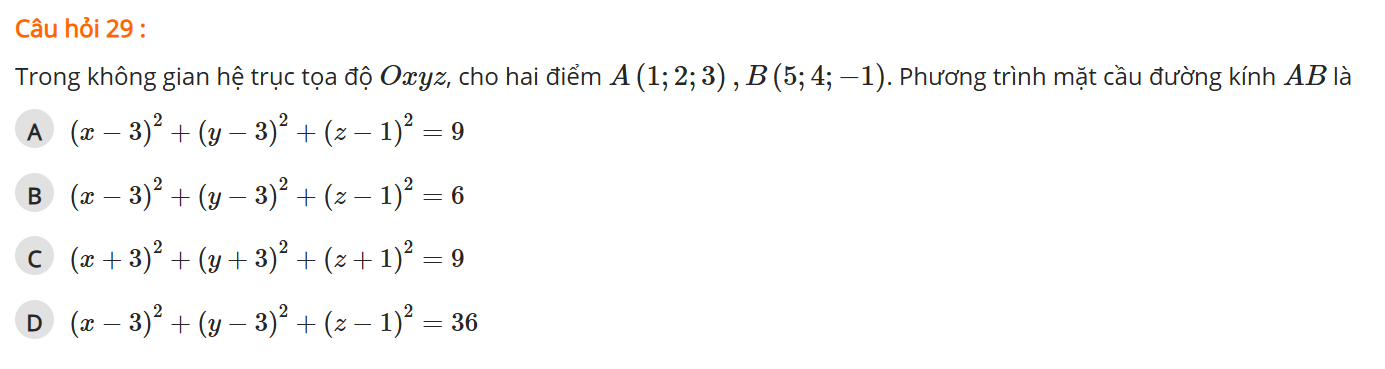 Câu hỏi 29 :
Trong không gian hệ trục tọa độ Oxyz, cho hai điểm A (1; 2; 3) , B (5; 4; −1). Phương trình mặt cầu đường kính AB là
A (x − 3)² + (y − 3)² + (z − 1)² = 9
B (x − 3)² + (y − 3)² + (z − 1)² = 6
C (x + 3)² + (y + 3)² + (z + 1)² = 9
D (x − 3)² + (y − 3)² + (z − 1)² = 36